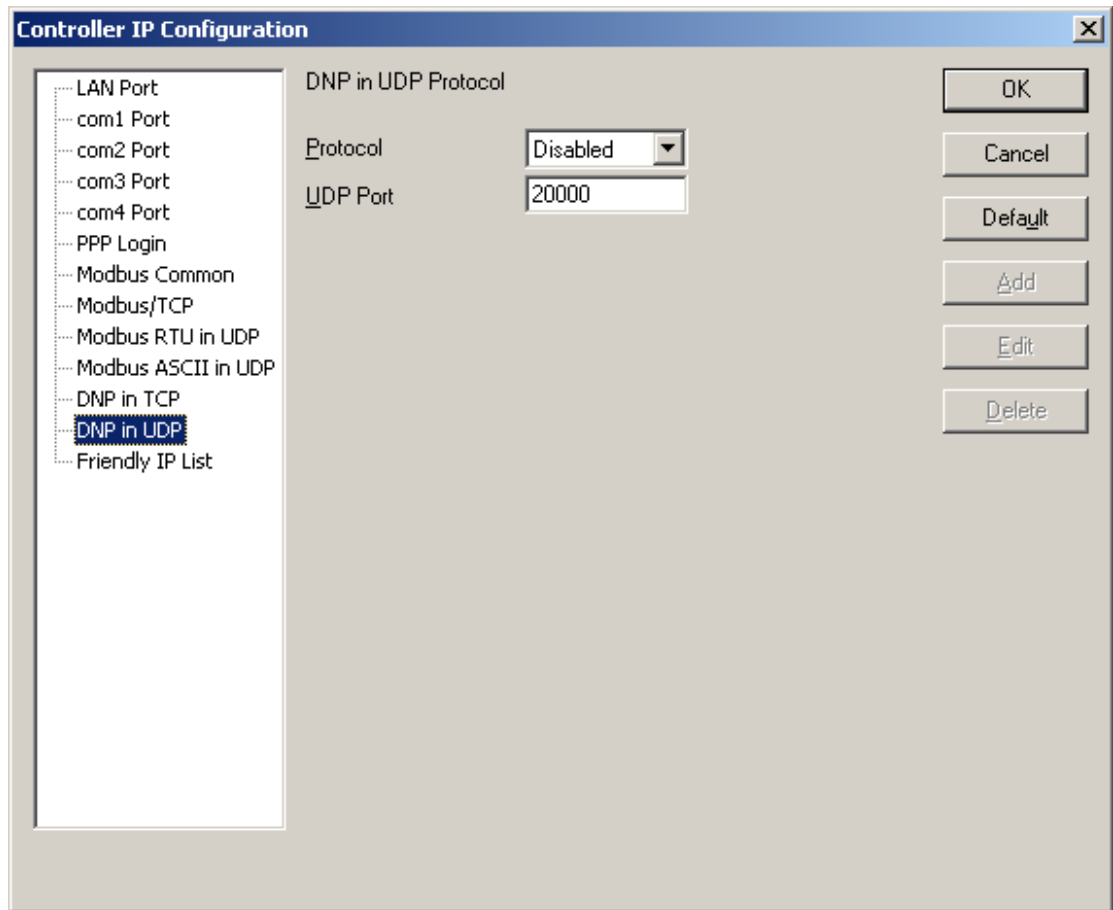 Controller IP Configuration
LAN Port
com1 Port
com2 Port
com3 Port
com4 Port
PPP Login
Modbus Common
Modbus/TCP
Modbus RTU in UDP
Modbus ASCII in UDP
DNP in TCP
DNP in UDP
Friendly IP List
DNP in UDP Protocol
Protocol Disabled
UDP Port 20000
OK
Cancel
Default
Add
Edit
Delete